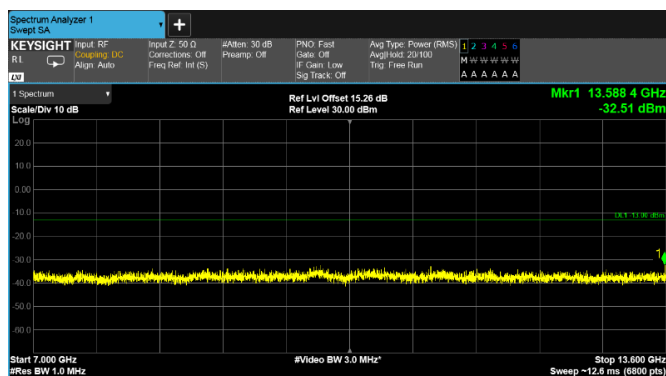 Spectrum Analyzer 1
Swept SA
+
KEYSIGHT Input: RF Input Z: 50 Ω #Atten: 30 dB PNO: Fast Avg Type: Power (RMS) 1 2 3 4 5 6
RL Coupling: DC Corrections: Off Preamp: Off Gate: Off Avg|Hold: 20/100 M W W W W W
Align: Auto Freq Ref: Int (S) IF Gain: Low Trig: Free Run
LXI Sig Track: Off A A A A A A
1 Spectrum
Ref Lvl Offset 15.26 dB Mkr1 13.588 4 GHz
Scale/Div 10 dB Ref Level 30.00 dBm -32.51 dBm
Log
20.0
10.0
0.00
-10.0
DL1 -13.00 dBm
-20.0
1
-30.0
-40.0
-50.0
-60.0
Start 7.000 GHz #Video BW 3.0 MHz* Stop 13.600 GHz
#Res BW 1.0 MHz Sweep ~12.6 ms (6800 pts)